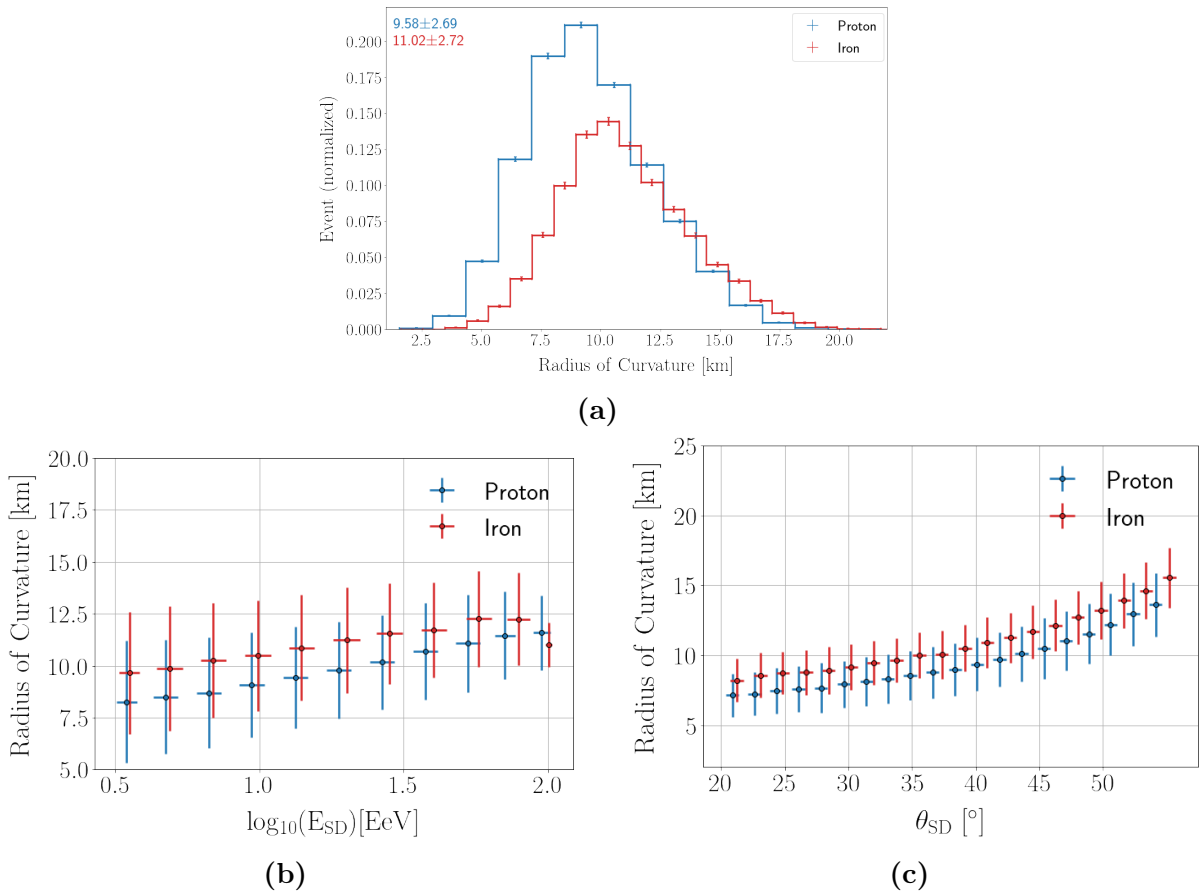 9.58±2.69
11.02±2.72
Proton
Iron
0.200
0.175
0.150
0.125
0.100
0.075
0.050
0.025
0.000
Event (normalized)
2.5 5.0 7.5 10.0 12.5 15.0 17.5 20.0
Radius of Curvature [km]
(a)
20.0
17.5
15.0
12.5
10.0
7.5
5.0
Radius of Curvature [km]
Proton
Iron
0.5 1.0 1.5 2.0
log₁₀(E_SD)[EeV]
(b)
25
20
15
10
5
Radius of Curvature [km]
Proton
Iron
20 25 30 35 40 45 50
θ_SD [°]
(c)